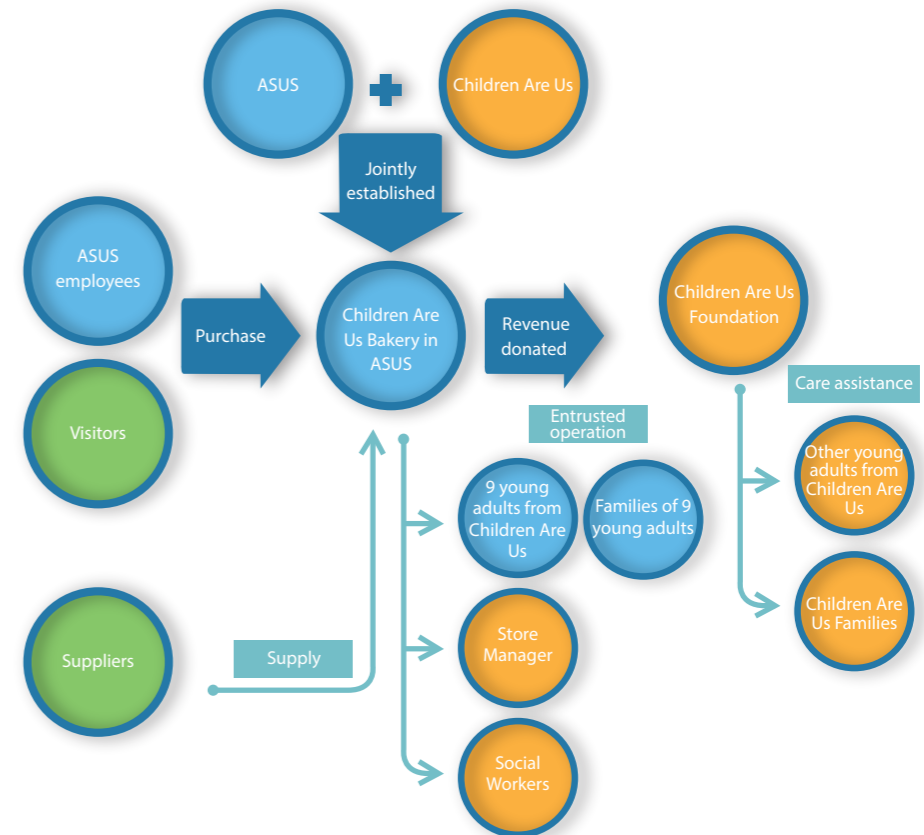 ASUS
Children Are Us
Jointly
established
ASUS
employees
Visitors
Purchase
Children Are
Us Bakery in
ASUS
Revenue
donated
Children Are Us
Foundation
Care assistance
Other young
adults from
Children Are
Us
Children Are
Us Families
Entrusted
operation
9 young
adults from
Children Are
Us
Families of 9
young adults
Store
Manager
Social
Workers
Suppliers
Supply